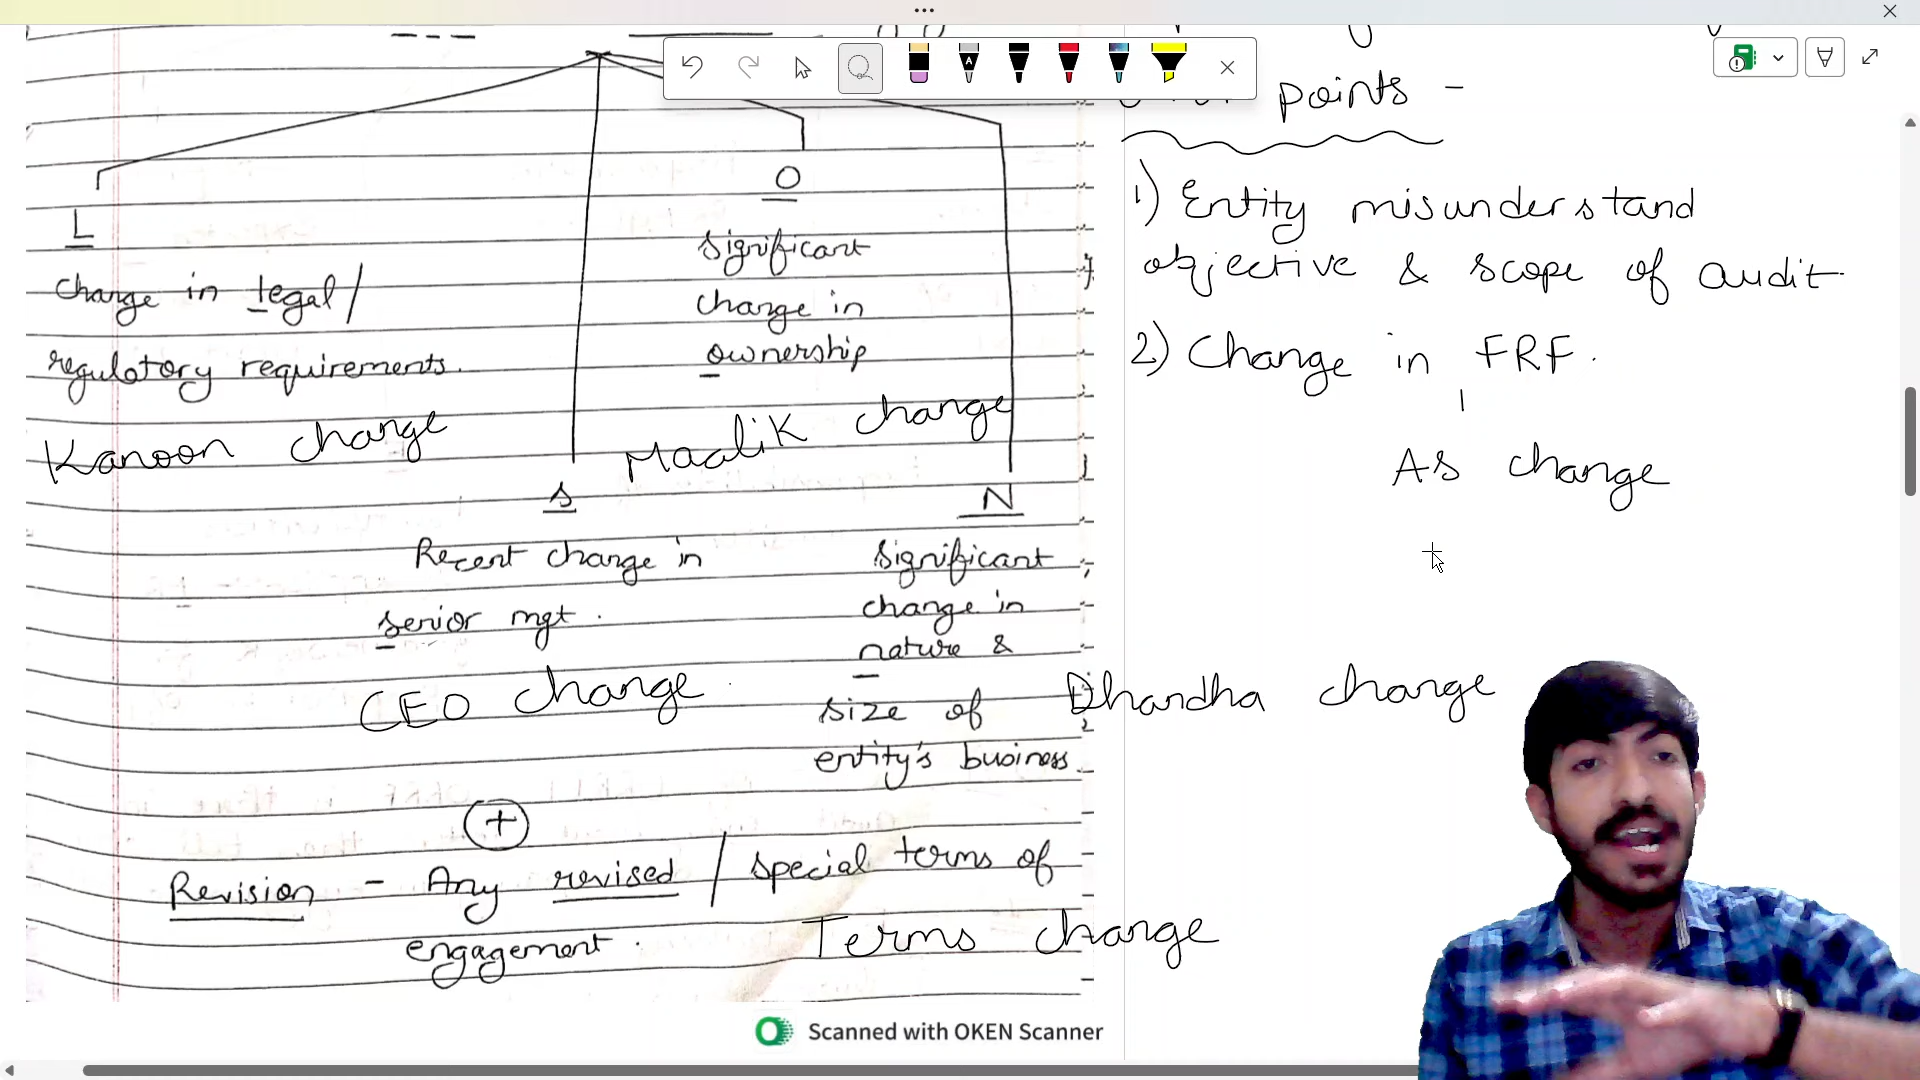 points -
1) Entity misunderstand
objective & scope of audit.
2) Change in FRF.
AS change
L
change in legal/
regulatory requirements.
Kanoon change
O
significant
change in
ownership
Maalik change
S
Recent change in
senior mgt.
CEO change
N
significant
change in
nature &
size of
entity's business
Dhandha change
+
Revision - Any revised / special terms of
engagement.
Terms change
Scanned with OKEN Scanner